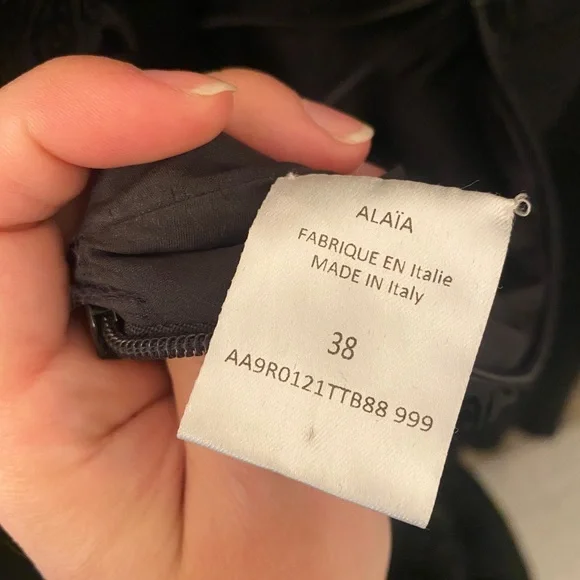 ALAÏA
FABRIQUE EN Italie
MADE IN Italy
38
AA9R0121TTB88 999